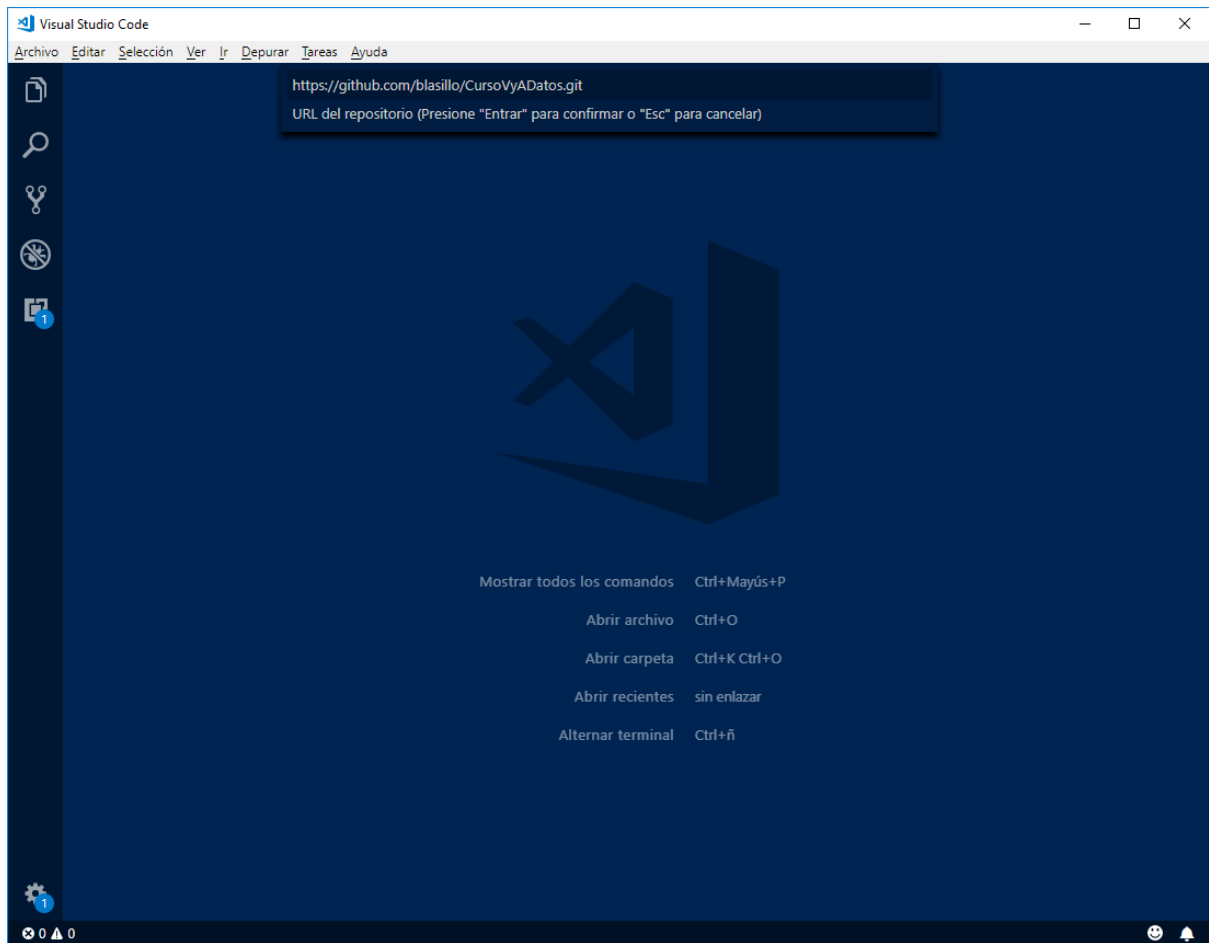 Visual Studio Code
Archivo Editar Selección Ver Ir Depurar Tareas Ayuda
https://github.com/blasillo/CursoVyADatos.git
URL del repositorio (Presione "Entrar" para confirmar o "Esc" para cancelar)
1
Mostrar todos los comandos Ctrl+Mayús+P
Abrir archivo Ctrl+O
Abrir carpeta Ctrl+K Ctrl+O
Abrir recientes sin enlazar
Alternar terminal Ctrl+ñ
1
0 0